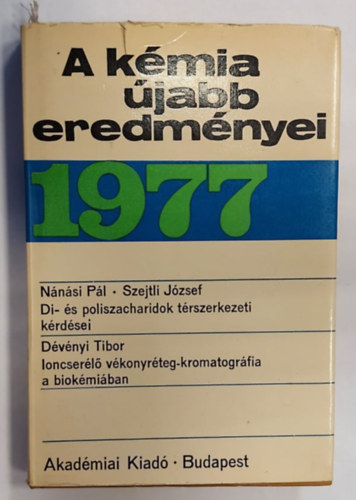 A kémia
újabb
eredményei
1977
Nánási Pál · Szejtli József
Di- és poliszacharidok térszerkezeti
kérdései
Dévényi Tibor
Ioncserélő vékonyréteg-kromatográfia
a biokémiában
Akadémiai Kiadó · Budapest